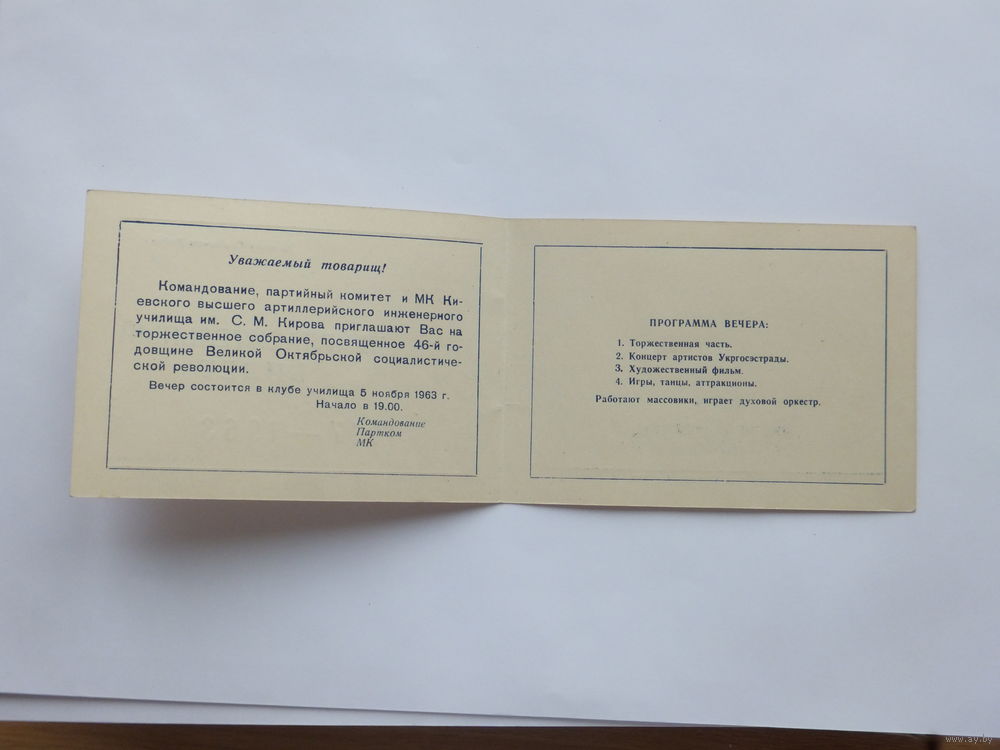 Уважаемый товарищ!
Командование, партийный комитет и МК Ки-
евского высшего артиллерийского инженерного
училища им. С. М. Кирова приглашают Вас на
торжественное собрание, посвященное 46-й го-
довщине Великой Октябрьской социалистиче-
ской революции.
Вечер состоится в клубе училища 5 ноября 1963 г.
Начало в 19.00.
Командование
Партком
МК
ПРОГРАММА ВЕЧЕРА:
1. Торжественная часть.
2. Концерт артистов Укргосэстрады.
3. Художественный фильм.
4. Игры, танцы, аттракционы.
Работают массовики, играет духовой оркестр.
www.ay.by